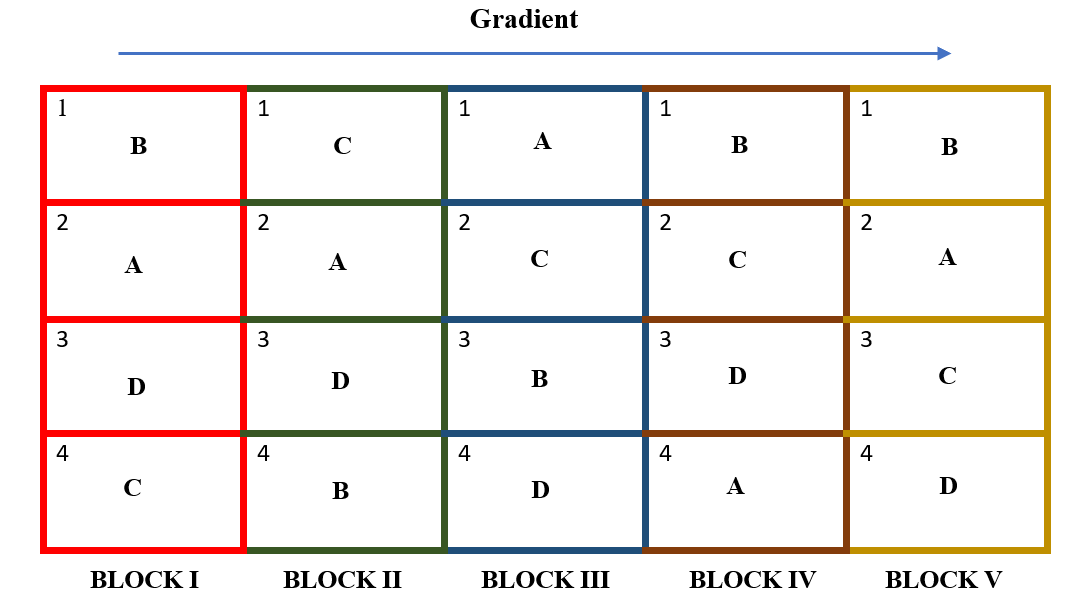 Gradient
1 1 1 1 1
B C A B B
2 2 2 2 2
A A C C A
3 3 3 3 3
D D B D C
4 4 4 4 4
C B D A D
BLOCK I BLOCK II BLOCK III BLOCK IV BLOCK V